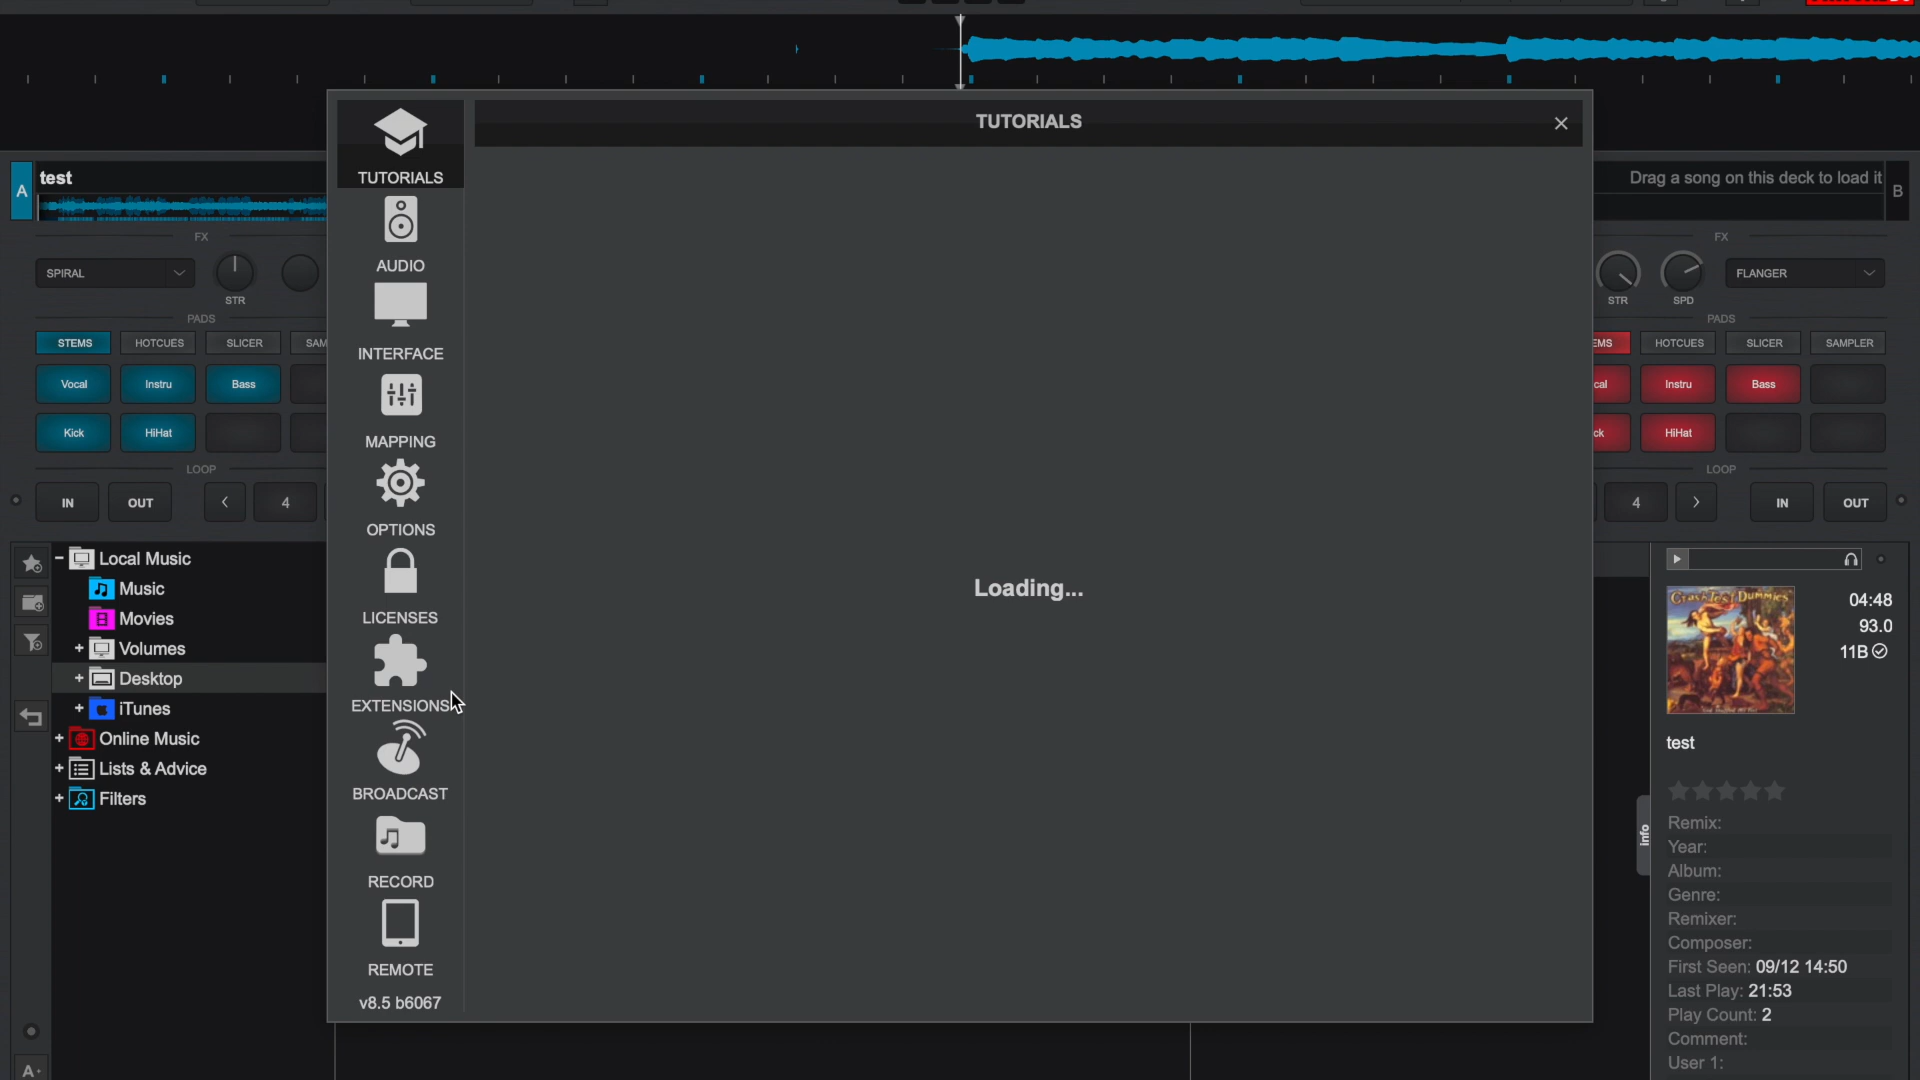 TUTORIALS
TUTORIALS
AUDIO
INTERFACE
MAPPING
OPTIONS
LICENSES
EXTENSIONS
BROADCAST
RECORD
REMOTE
v8.5 b6067
Loading...
A
test
FX
SPIRAL
STR
PADS
STEMS
HOTCUES
SLICER
SAM
Vocal
Instru
Bass
Kick
HiHat
LOOP
IN
OUT
4
Drag a song on this deck to load it
B
FX
STR
SPD
FLANGER
PADS
EMS
HOTCUES
SLICER
SAMPLER
cal
Instru
Bass
ck
HiHat
LOOP
4
IN
OUT
Local Music
Music
Movies
Volumes
Desktop
iTunes
Online Music
Lists & Advice
Filters
A+
Crash Test Dummies
04:48
93.0
11B
test
info
Remix:
Year:
Album:
Genre:
Remixer:
Composer:
First Seen: 09/12 14:50
Last Play: 21:53
Play Count: 2
Comment:
User 1: